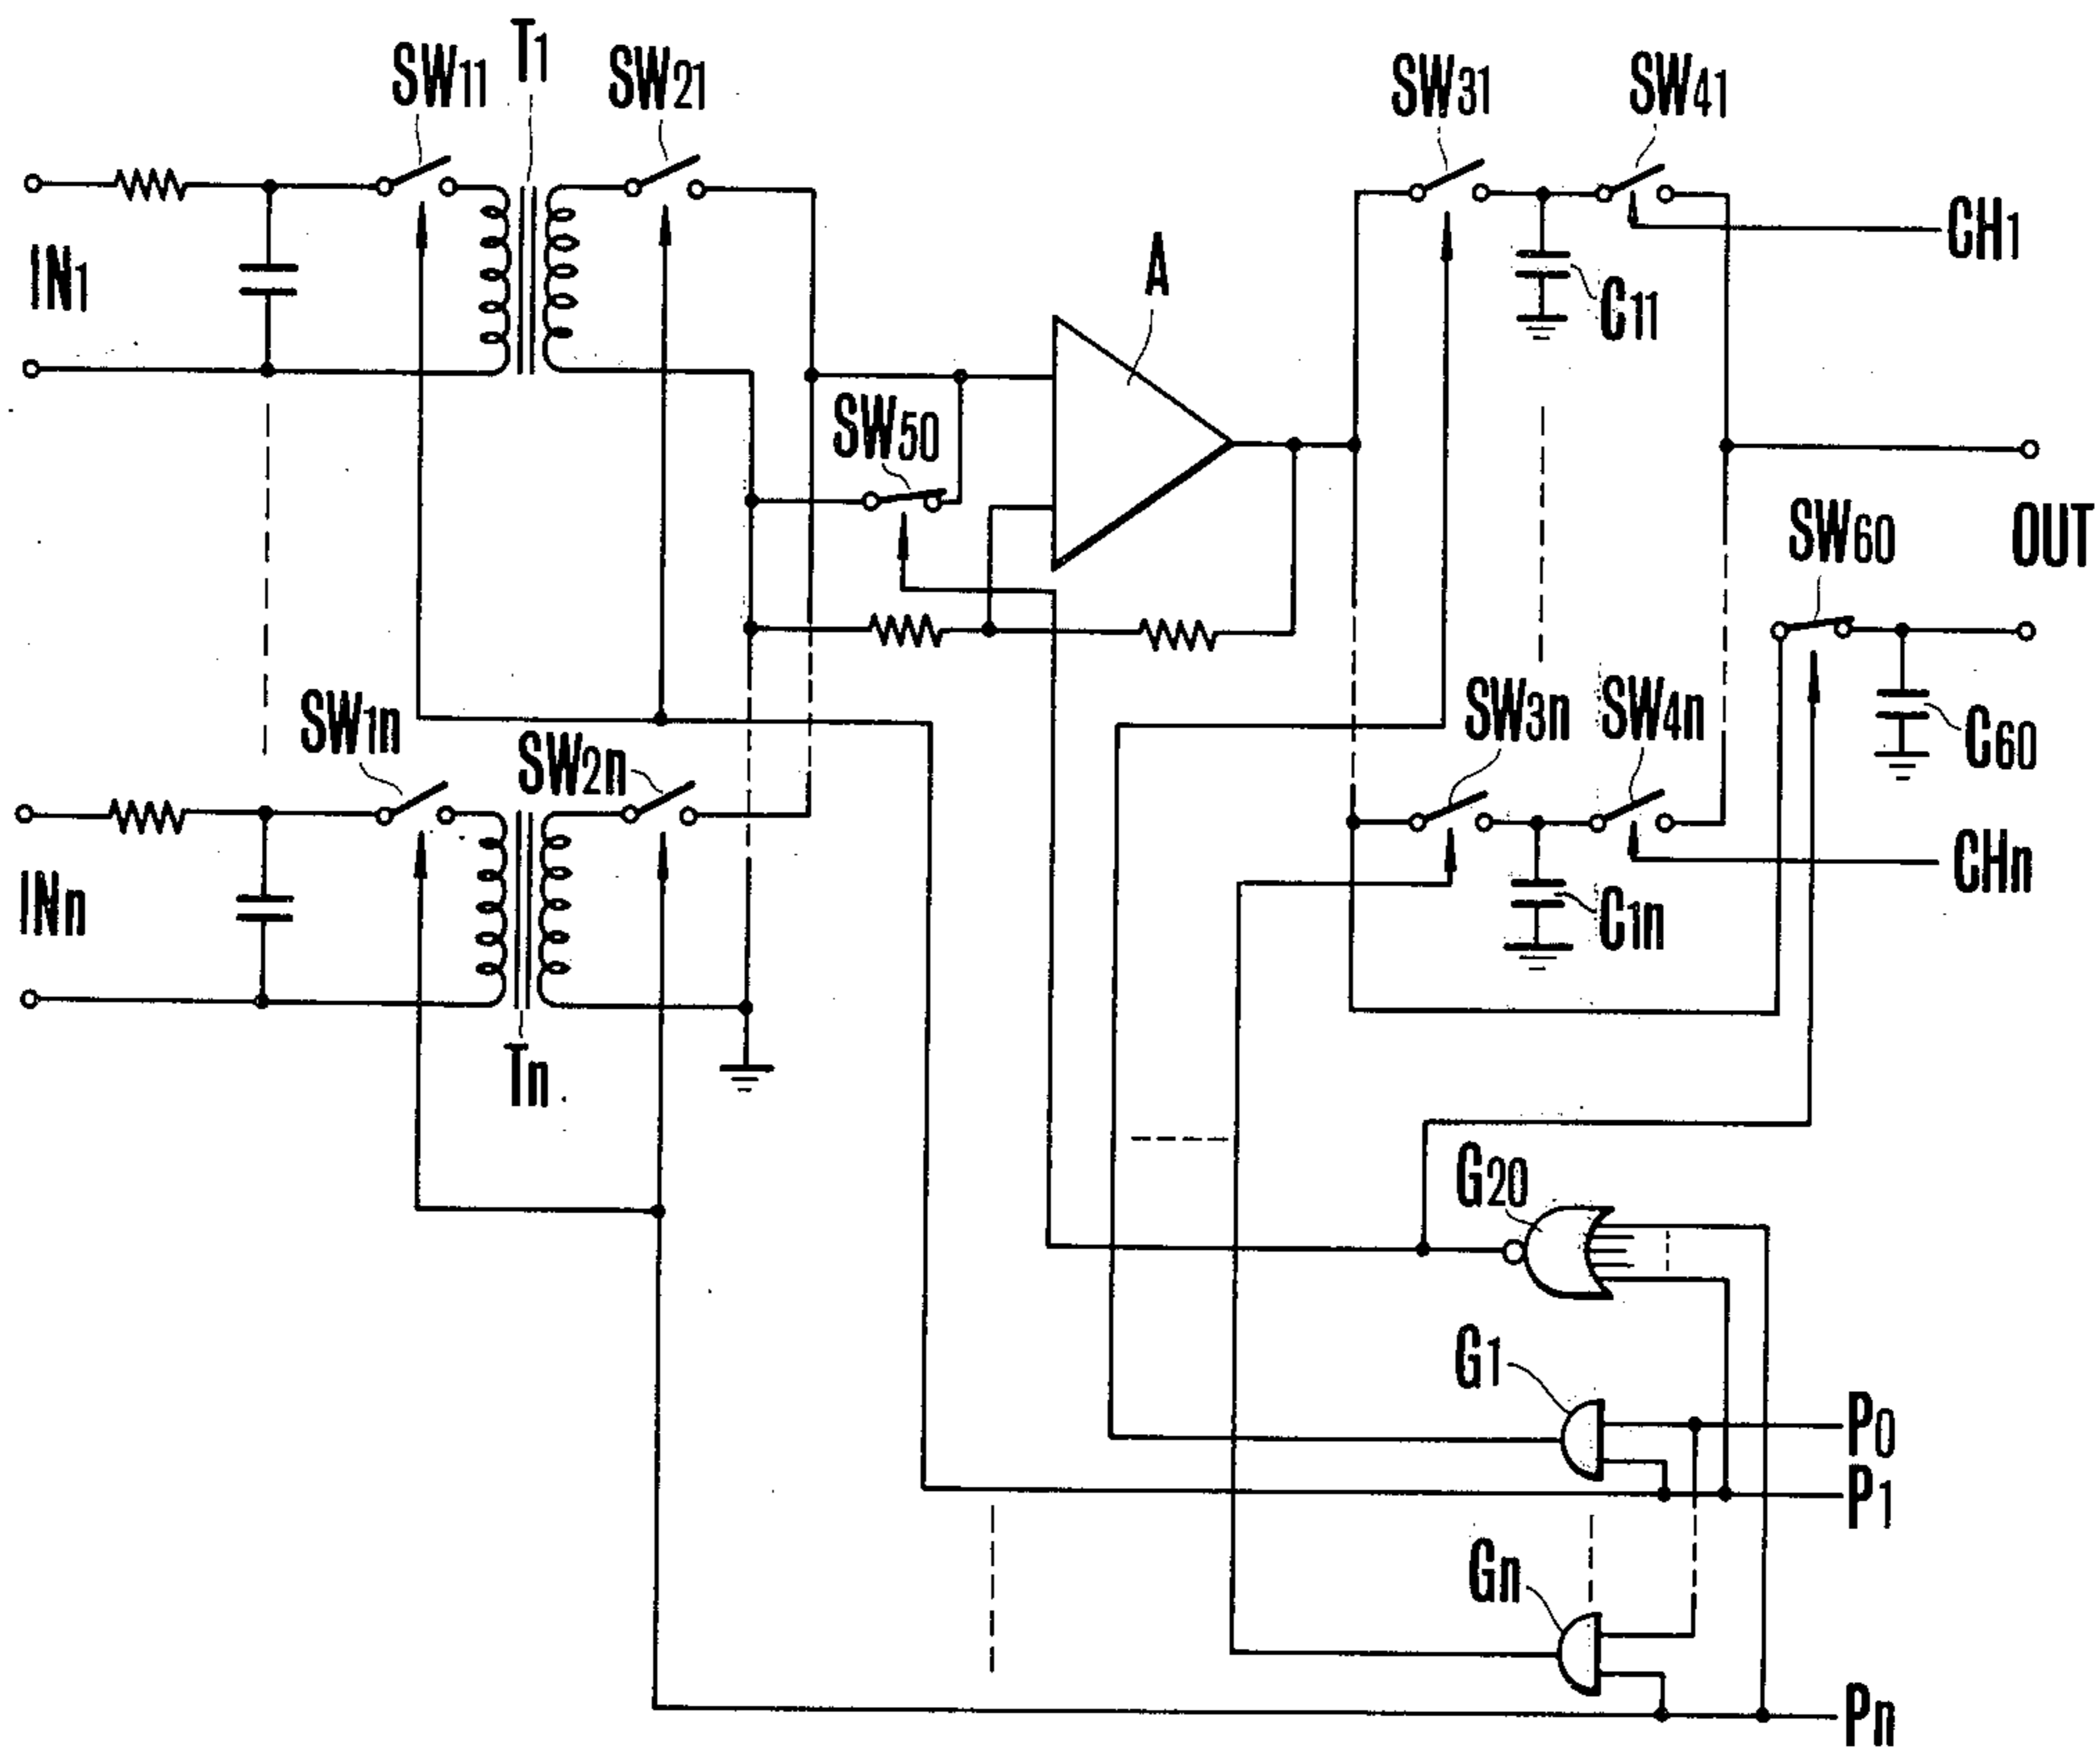 T1
SW11
SW21
SW31
SW41
CH1
IN1
A
C11
SW50
SW60
OUT
SW1n
SW2n
SW3n
SW4n
C60
CHn
INn
C1n
Tn
G20
G1
P0
P1
Gn
Pn